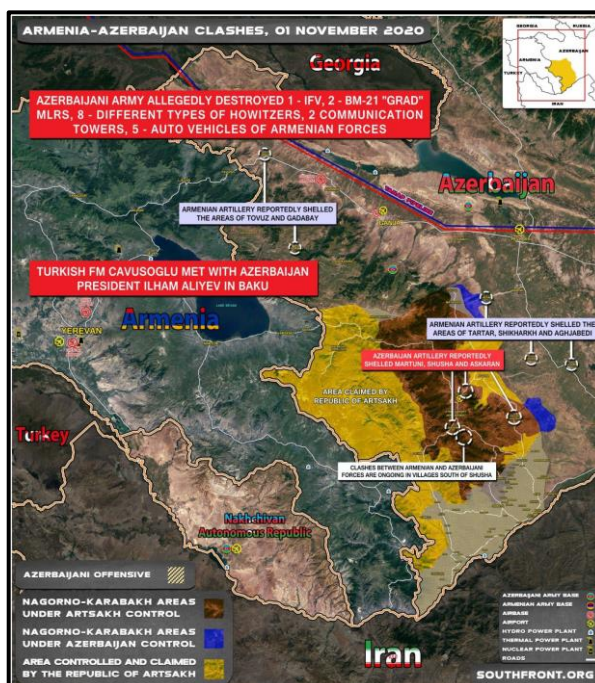 ARMENIA-AZERBAIJAN CLASHES, 01 NOVEMBER 2020
GEORGIA
RUSSIA
ARMENIA
AZERBAIJAN
TURKEY
IRAN
Georgia
AZERBAIJANI ARMY ALLEGEDLY DESTROYED 1 - IFV, 2 - BM-21 "GRAD"
MLRS, 8 - DIFFERENT TYPES OF HOWITZERS, 2 COMMUNICATION
TOWERS, 5 - AUTO VEHICLES OF ARMENIAN FORCES
Azerbaijan
ARMENIAN ARTILLERY REPORTEDLY SHELLED
THE AREAS OF TOVUZ AND GADABAY
TURKISH FM CAVUSOGLU MET WITH AZERBAIJAN
PRESIDENT ILHAM ALIYEV IN BAKU
Armenia
YEREVAN
ARMENIAN ARTILLERY REPORTEDLY SHELLED THE
AREAS OF TARTAR, SHIKHARKH AND AGHJABEDI
AZERBAIJAN ARTILLERY REPORTEDLY
SHELLED MARTUNI, SHUSHA AND ASKARAN
AREA CLAIMED BY
REPUBLIC OF ARTSAKH
Turkey
CLASHES BETWEEN ARMENIAN AND AZERBAIJANI
FORCES ARE ONGOING IN VILLAGES SOUTH OF SHUSHA
Nakhchivan
Autonomous Republic
Iran
AZERBAIJANI OFFENSIVE
NAGORNO-KARABAKH AREAS
UNDER ARTSAKH CONTROL
NAGORNO-KARABAKH AREAS
UNDER AZERBAIJAN CONTROL
AREA CONTROLLED AND CLAIMED
BY THE REPUBLIC OF ARTSAKH
AZERBAIJANI ARMY BASE
ARMENIAN ARMY BASE
AIRBASE
AIRPORT
HYDRO POWER PLANT
THERMAL POWER PLANT
NUCLEAR POWER PLANT
ROADS
SOUTHFRONT.ORG